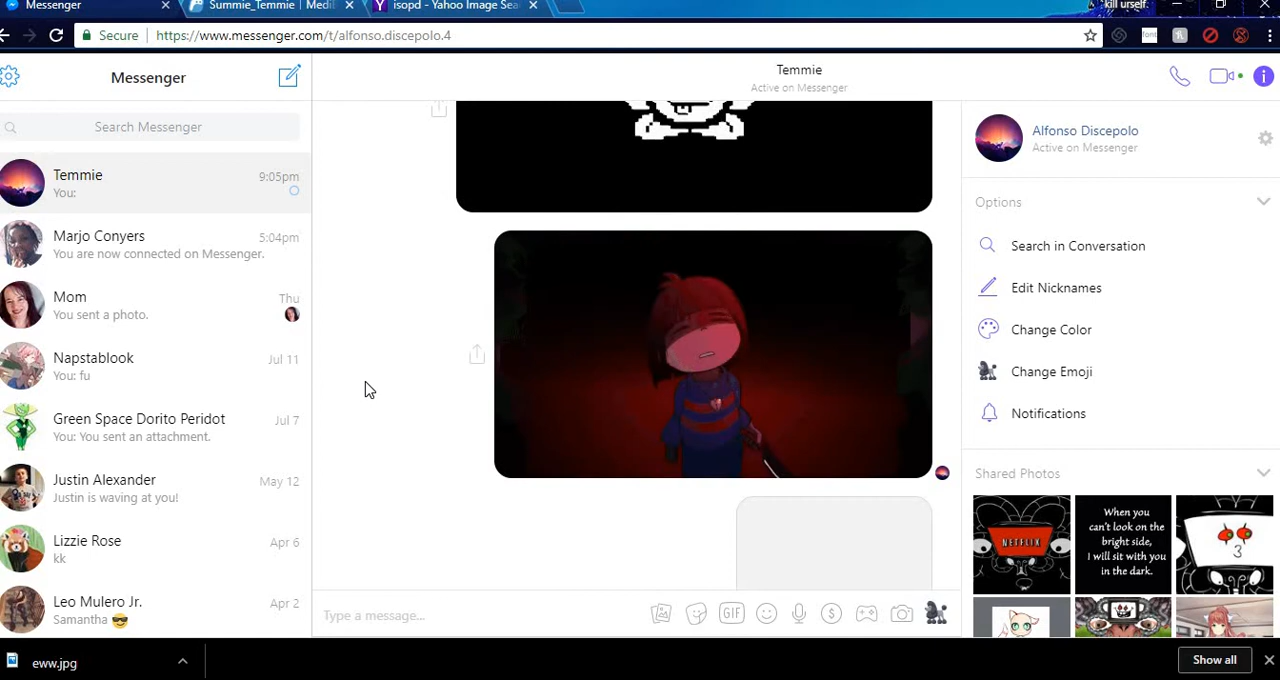 Messenger
Summie_Temmie | MediB
isopd - Yahoo Image Sea
kill urself.
Secure
https://www.messenger.com/t/alfonso.discepolo.4
font
Messenger
Search Messenger
Temmie
9:05pm
You:
Marjo Conyers
5:04pm
You are now connected on Messenger.
Mom
Thu
You sent a photo.
Napstablook
Jul 11
You: fu
Green Space Dorito Peridot
Jul 7
You: You sent an attachment.
Justin Alexander
May 12
Justin is waving at you!
Lizzie Rose
Apr 6
kk
Leo Mulero Jr.
Apr 2
Samantha 😎
Temmie
Active on Messenger
Type a message...
GIF
Alfonso Discepolo
Active on Messenger
Options
Search in Conversation
Edit Nicknames
Change Color
Change Emoji
Notifications
Shared Photos
NETFLIX
When you
can't look on the
bright side,
I will sit with you
in the dark.
3
eww.jpg
Show all